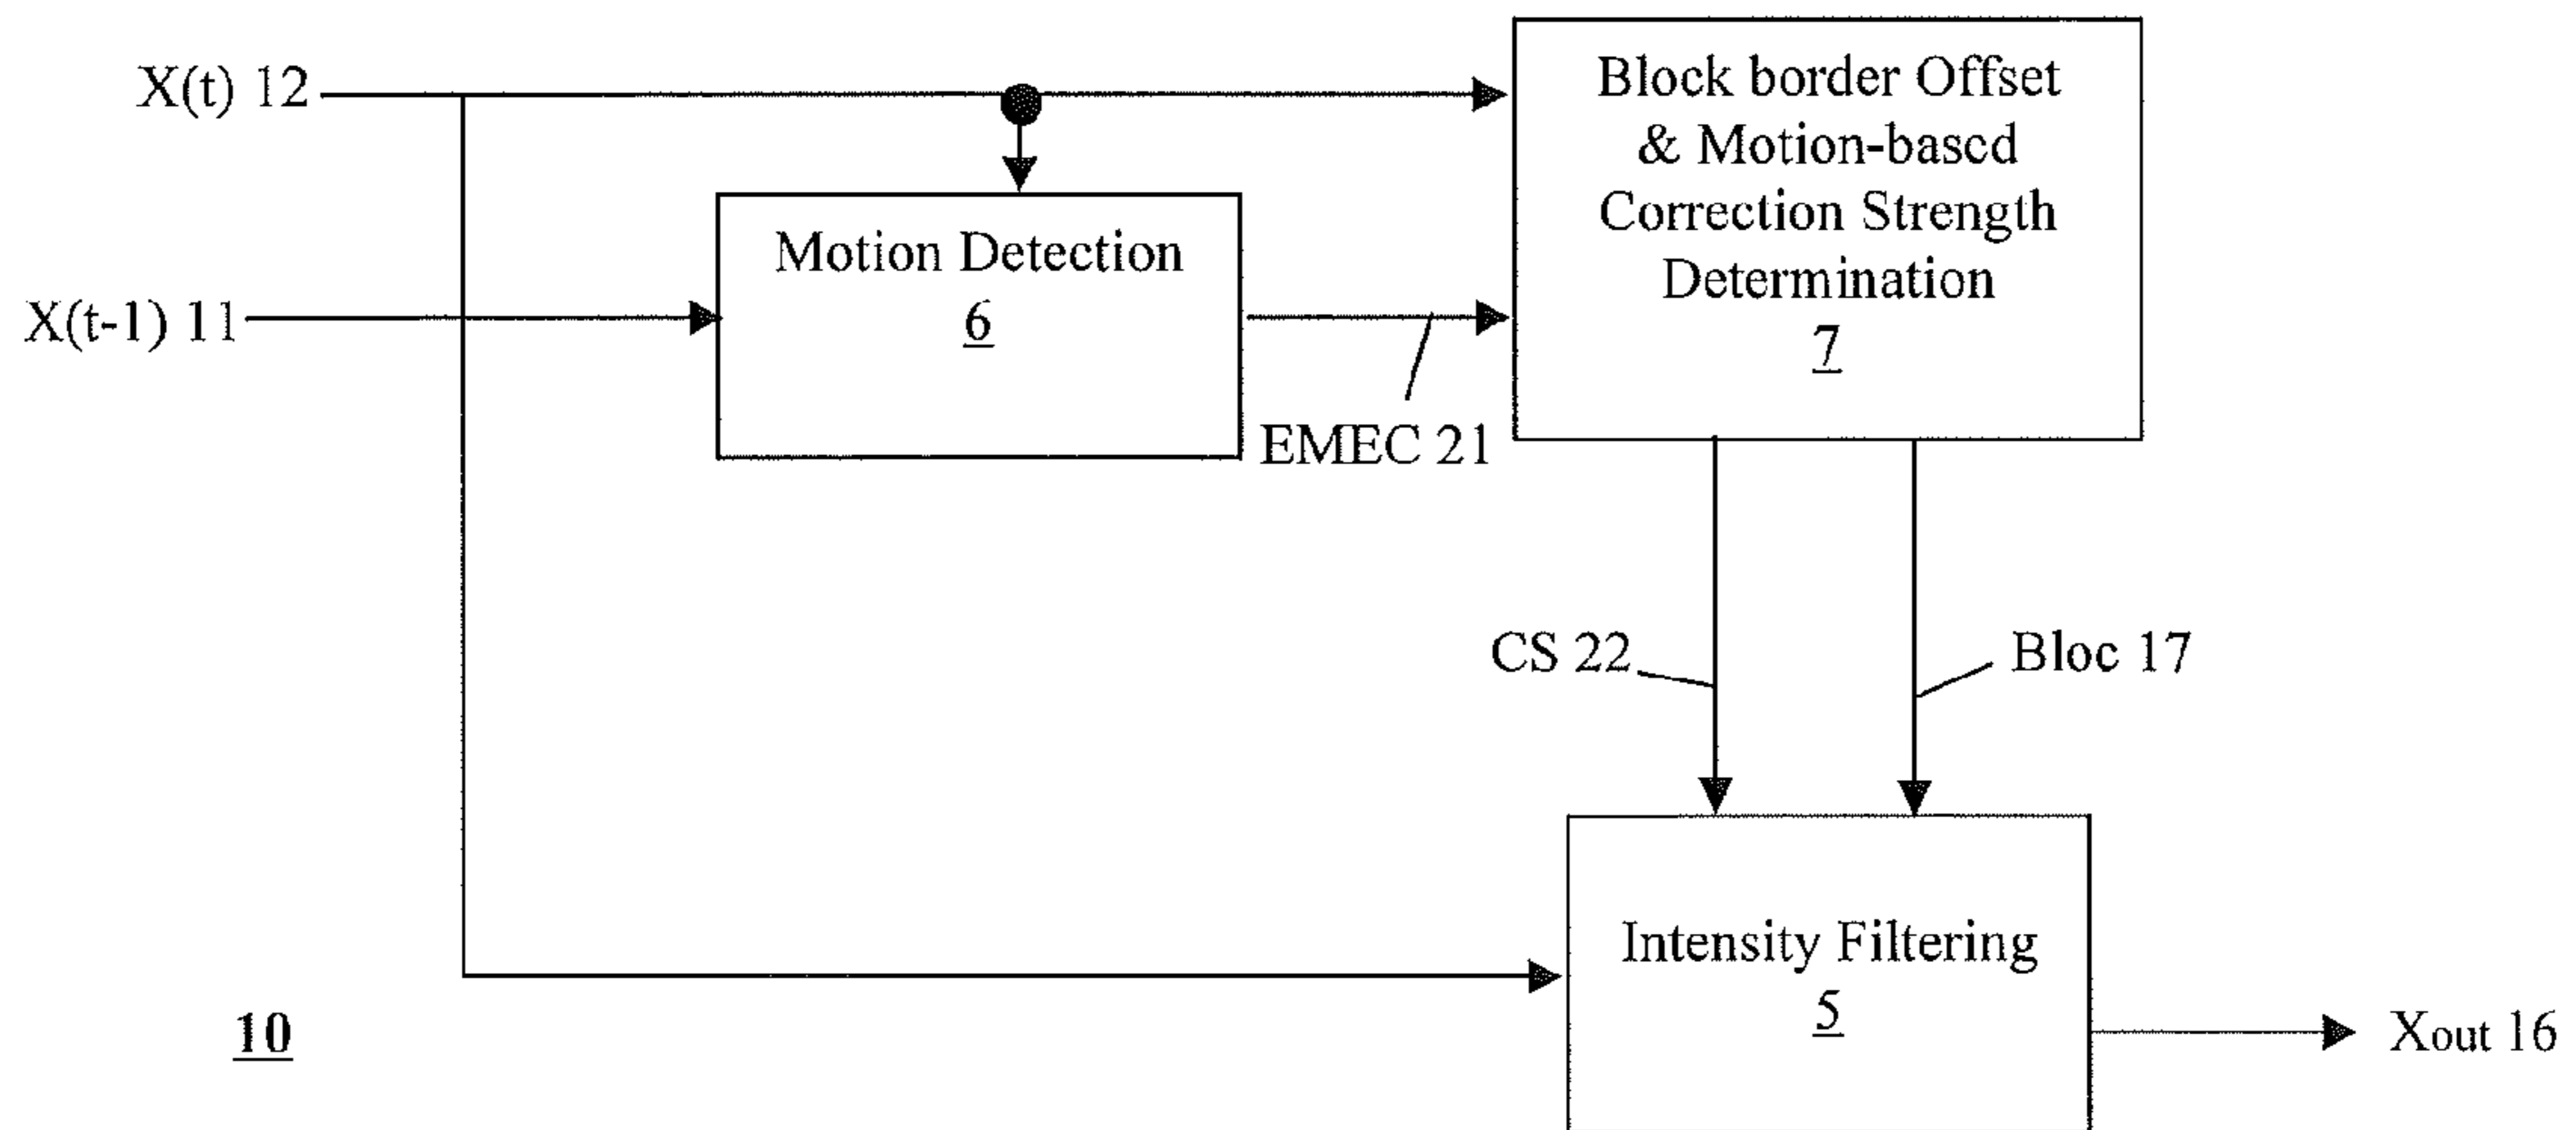 X(t) 12
Block border Offset
& Motion-based
Correction Strength
Determination
7
Motion Detection
6
X(t-1) 11
EMEC 21
CS 22
Bloc 17
Intensity Filtering
5
10
Xout 16